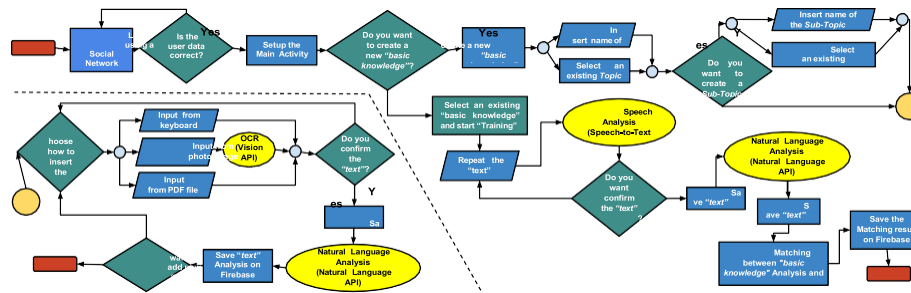 using a
Social
Network
Is the
user data
correct?
Yes
Setup the
Main Activity
Do you want
to create a
new "basic
knowledge"?
Yes
e a new
"basic
In
sert name of
Select an
existing Topic
es
Y
Do you
want to
create a
Sub-Topic
Insert name of
the Sub-Topic
Select
an existing
hoose
how to
insert
the
Input from
keyboard
Input
photo
OCR
(Vision
API)
Input
from PDF file
Do you
confirm
the
"text"?
Y
es
Sa
Natural Language
Analysis
(Natural Language
API)
Save "text"
Analysis on
Firebase
wa
add
Select an existing
"basic knowledge"
and start "Training"
Repeat the
"text"
Speech
Analysis
(Speech-to-Text
Do you
want
confirm
the "text"
?
Sa
ve "text"
Natural Language
Analysis
(Natural Language
API)
S
ave "text"
Matching
between "basic
knowledge" Analysis and
Save the
Matching resu
on Firebase